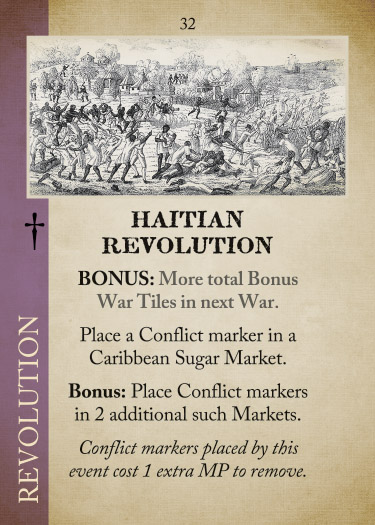 32
†
HAITIAN
REVOLUTION
BONUS: More total Bonus
War Tiles in next War.
Place a Conflict marker in a
Caribbean Sugar Market.
Bonus: Place Conflict markers
in 2 additional such Markets.
Conflict markers placed by this
event cost 1 extra MP to remove.
REVOLUTION